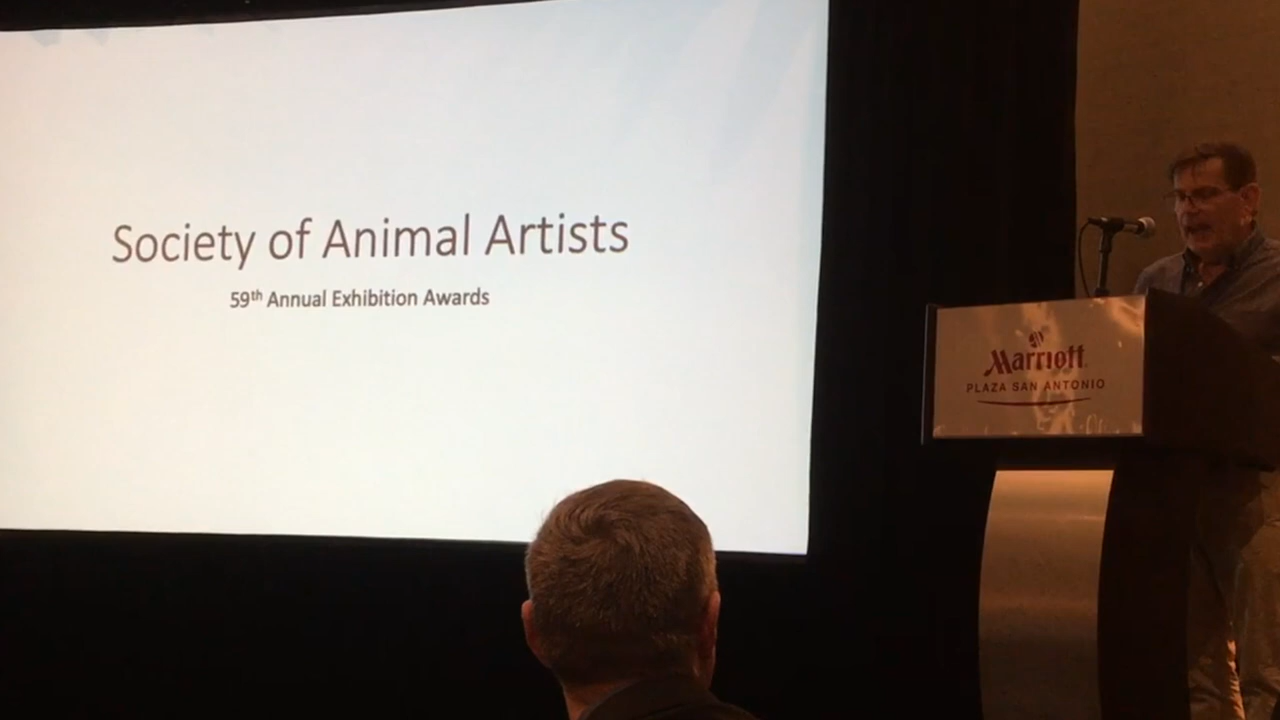 Society of Animal Artists
59th Annual Exhibition Awards
Marriott
PLAZA SAN ANTONIO